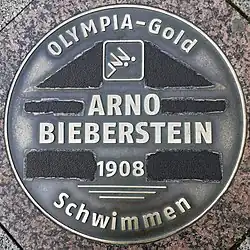 OLYMPIA-Gold
ARNO
BIEBERSTEIN
1908
Schwimmen